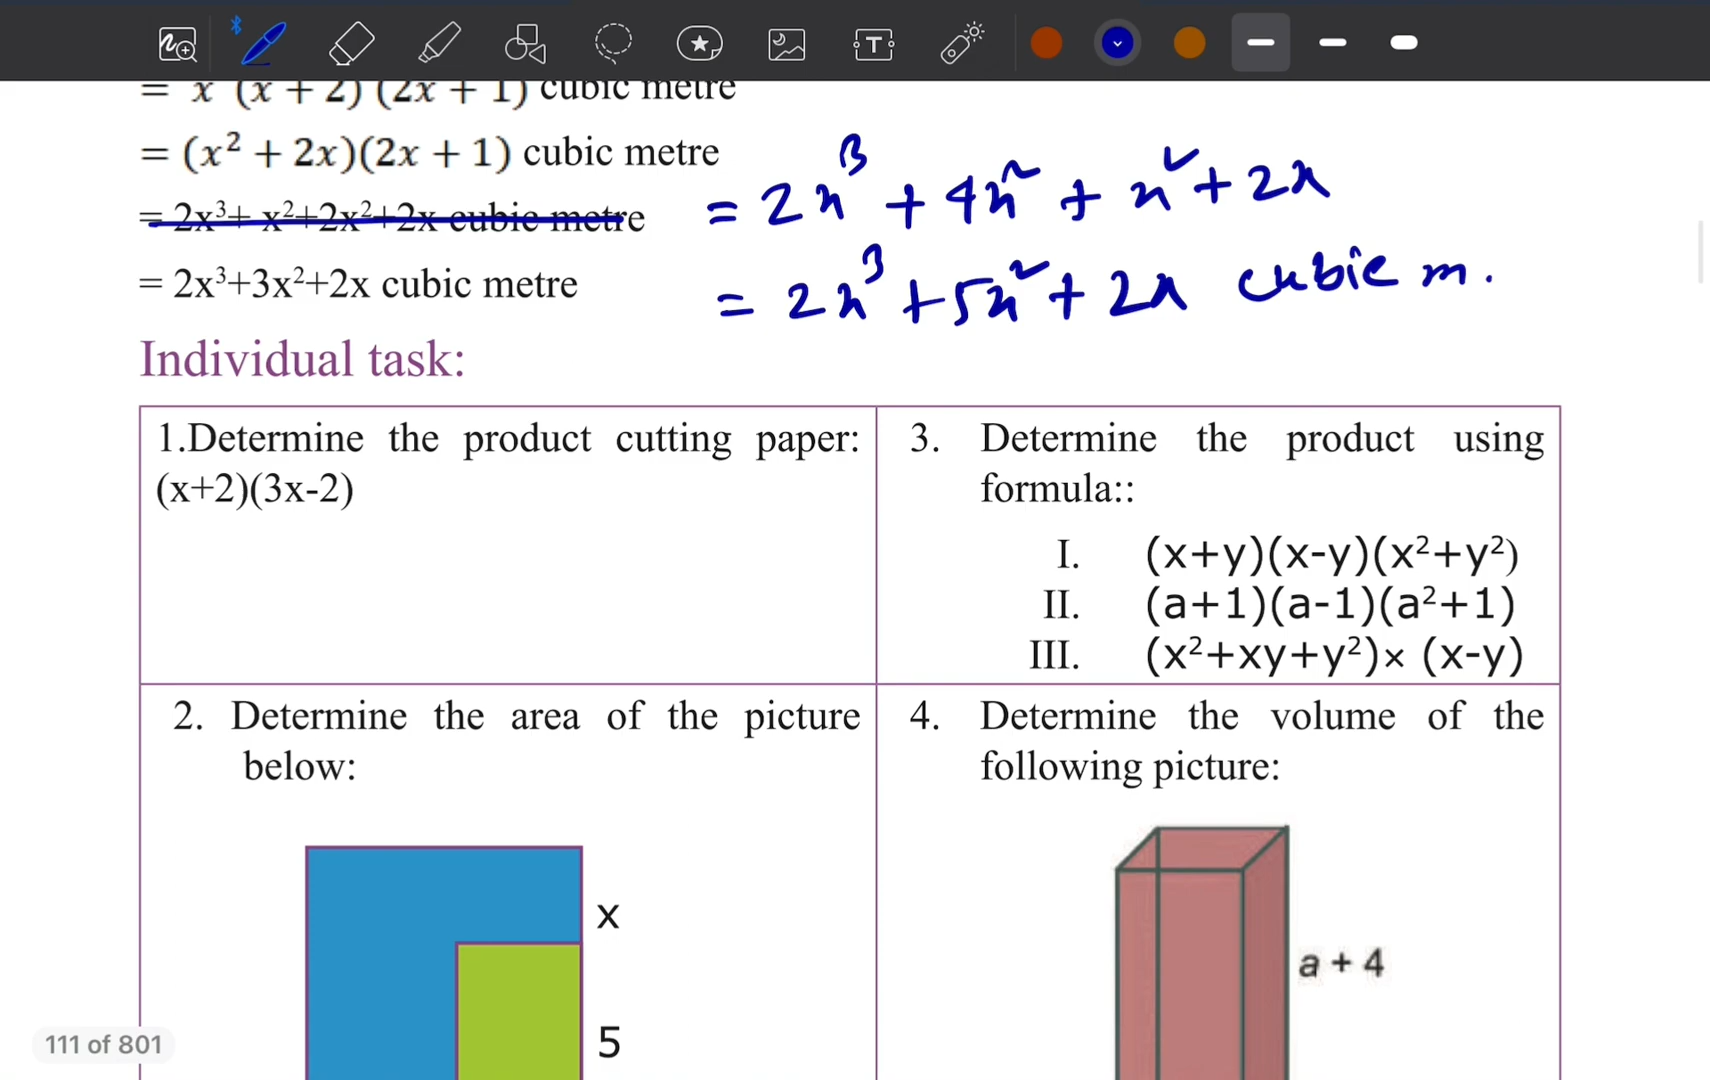 = x (x + 2) (2x + 1) cubic metre
= (x² + 2x)(2x + 1) cubic metre
= 2x³+ x²+2x²+2x cubic metre
= 2x³ + 4x² + x² + 2x
= 2x³+3x²+2x cubic metre
= 2x³ + 5x² + 2x cubic m.
Individual task:
1.Determine the product cutting paper:
(x+2)(3x-2)
3. Determine the product using
formula::
I. (x+y)(x-y)(x²+y²)
II. (a+1)(a-1)(a²+1)
III. (x²+xy+y²)× (x-y)
2. Determine the area of the picture
below:
x
5
4. Determine the volume of the
following picture:
a + 4
111 of 801
T